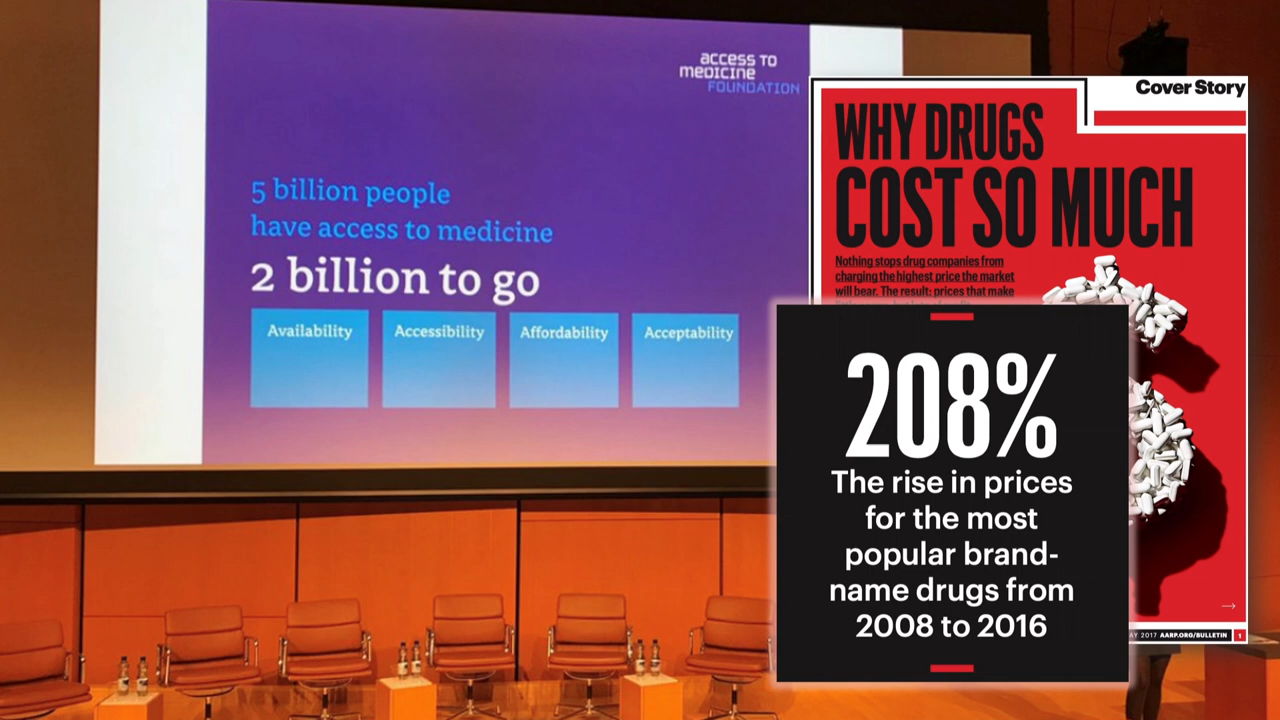 access to
medicine
FOUNDATION
5 billion people
have access to medicine
2 billion to go
Availability
Accessibility
Affordability
Acceptability
Cover Story
WHY DRUGS
COST SO MUCH
Nothing stops drug companies from
charging the highest price the market
will bear. The result: prices that make
208%
The rise in prices
for the most
popular brand-
name drugs from
2008 to 2016
2017 AARP.ORG/BULLETIN 1